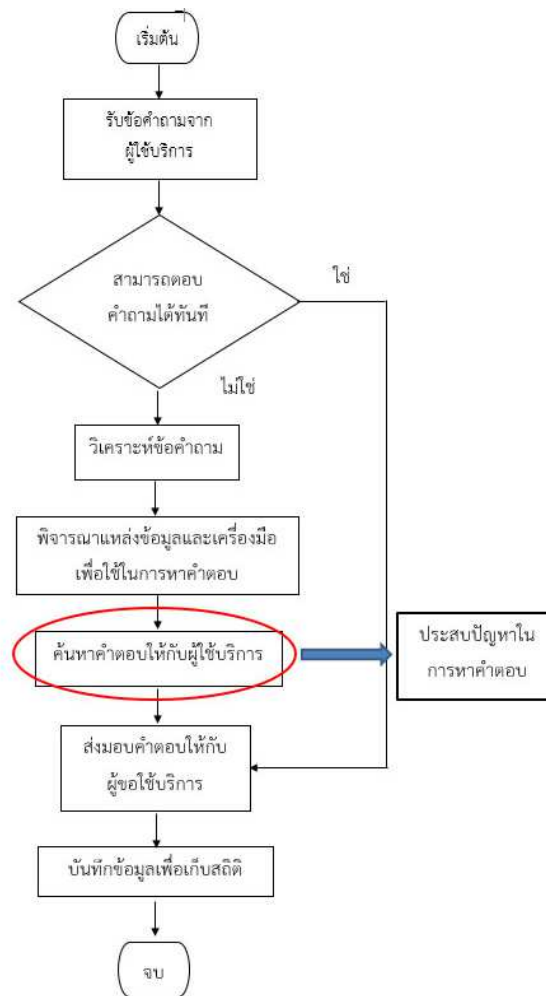 เริ่มต้น
รับข้อคำถามจาก
ผู้ใช้บริการ
สามารถตอบ
คำถามได้ทันที
ใช่
ไม่ใช่
วิเคราะห์ข้อคำถาม
พิจารณาแหล่งข้อมูลและเครื่องมือ
เพื่อใช้ในการหาคำตอบ
ค้นหาคำตอบให้กับผู้ใช้บริการ
ประสบปัญหาใน
การหาคำตอบ
ส่งมอบคำตอบให้กับ
ผู้ขอใช้บริการ
บันทึกข้อมูลเพื่อเก็บสถิติ
จบ